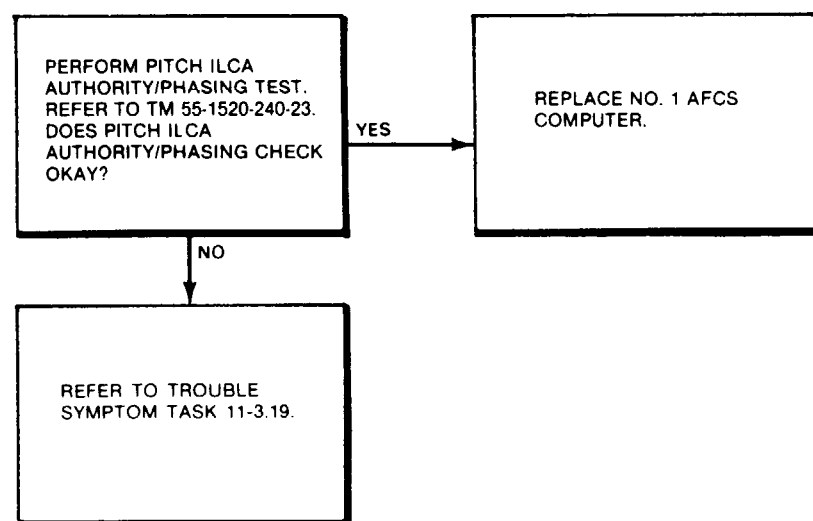 PERFORM PITCH ILCA
AUTHORITY/PHASING TEST.
REFER TO TM 55-1520-240-23.
DOES PITCH ILCA
AUTHORITY/PHASING CHECK
OKAY?
YES
REPLACE NO. 1 AFCS
COMPUTER.
NO
REFER TO TROUBLE
SYMPTOM TASK 11-3.19.